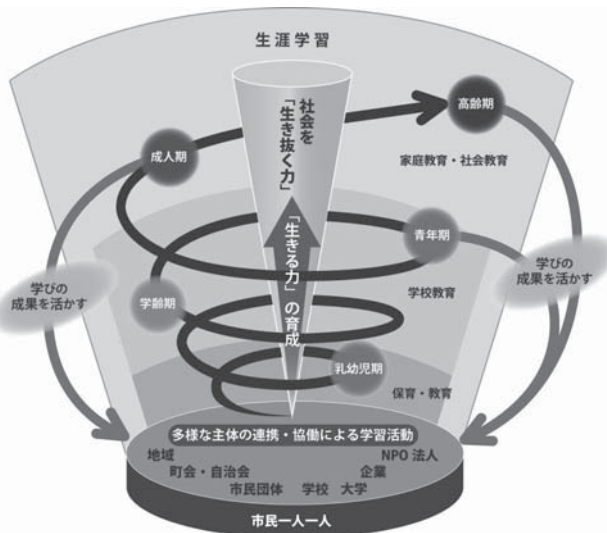 生涯学習
社会を
「生き抜く力」
高齢期
成人期
家庭教育・社会教育
「生きる力」の育成
青年期
学びの
成果を活かす
学びの
成果を活かす
学齢期
学校教育
乳幼児期
保育・教育
多様な主体の連携・協働による学習活動
地域
NPO 法人
町会・自治会
企業
市民団体
学校
大学
市民一人一人